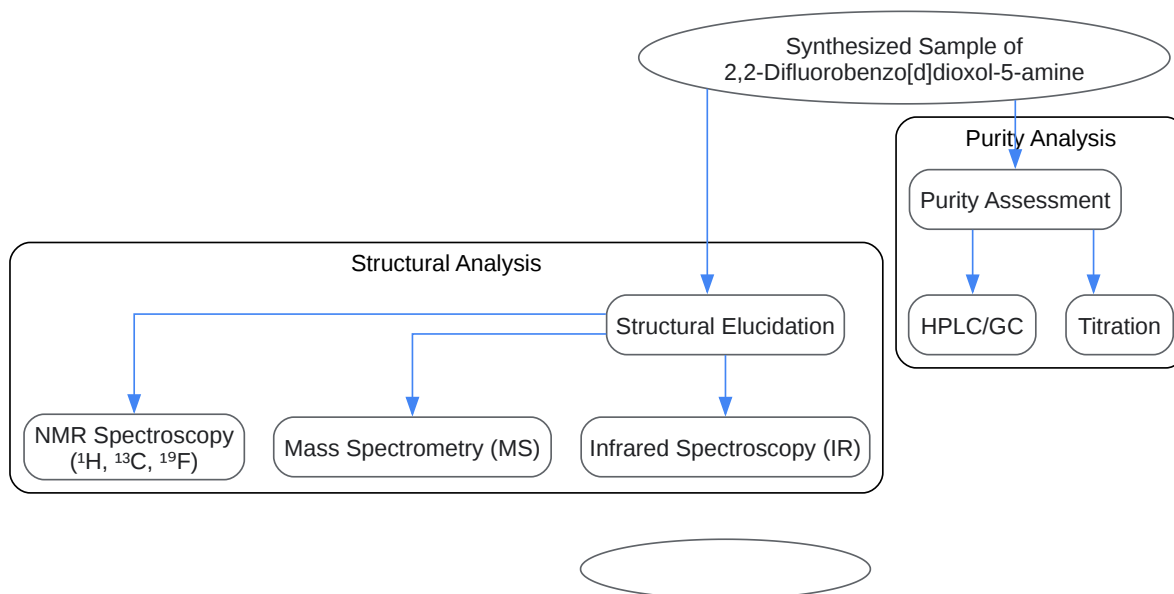 Synthesized Sample of
2,2-Difluorobenzo[d]dioxol-5-amine
Purity Analysis
Purity Assessment
HPLC/GC
Titration
Structural Analysis
Structural Elucidation
NMR Spectroscopy
(¹H, ¹³C, ¹⁹F)
Mass Spectrometry (MS)
Infrared Spectroscopy (IR)